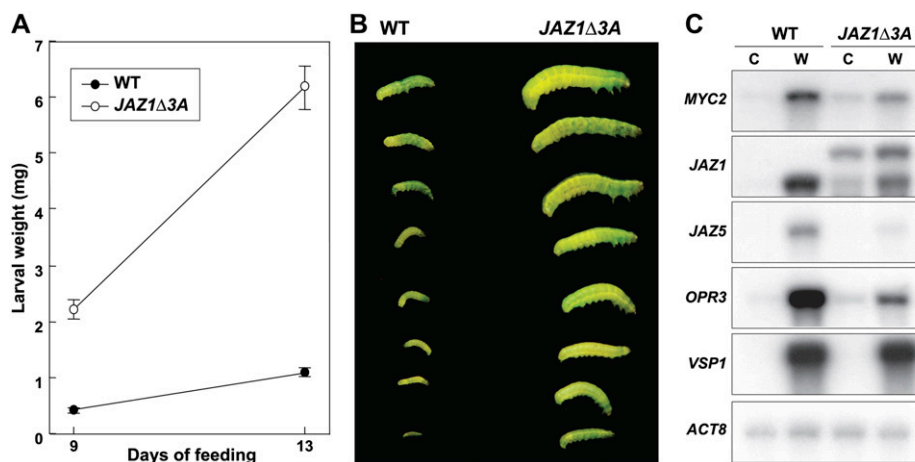 A
7
6
5
4
3
2
1
0
Larval weight (mg)
WT
JAZ1Δ3A
9
13
Days of feeding
B
WT
JAZ1Δ3A
C
WT
JAZ1Δ3A
C
W
C
W
MYC2
JAZ1
JAZ5
OPR3
VSP1
ACT8